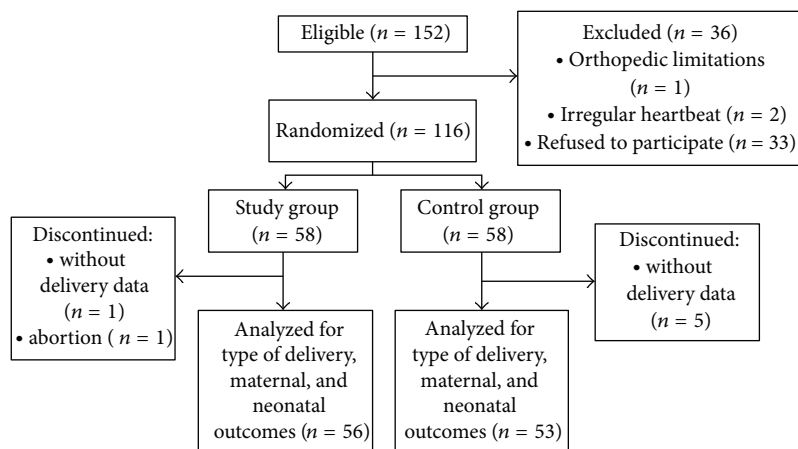 Eligible (n = 152)
Excluded (n = 36)
• Orthopedic limitations
(n = 1)
• Irregular heartbeat (n = 2)
• Refused to participate (n = 33)
Randomized (n = 116)
Study group
(n = 58)
Control group
(n = 58)
Discontinued:
• without
delivery data
(n = 1)
• abortion ( n = 1)
Discontinued:
• without
delivery data
(n = 5)
Analyzed for
type of delivery,
maternal, and
neonatal
outcomes (n = 56)
Analyzed for
type of delivery,
maternal, and
neonatal
outcomes (n = 53)